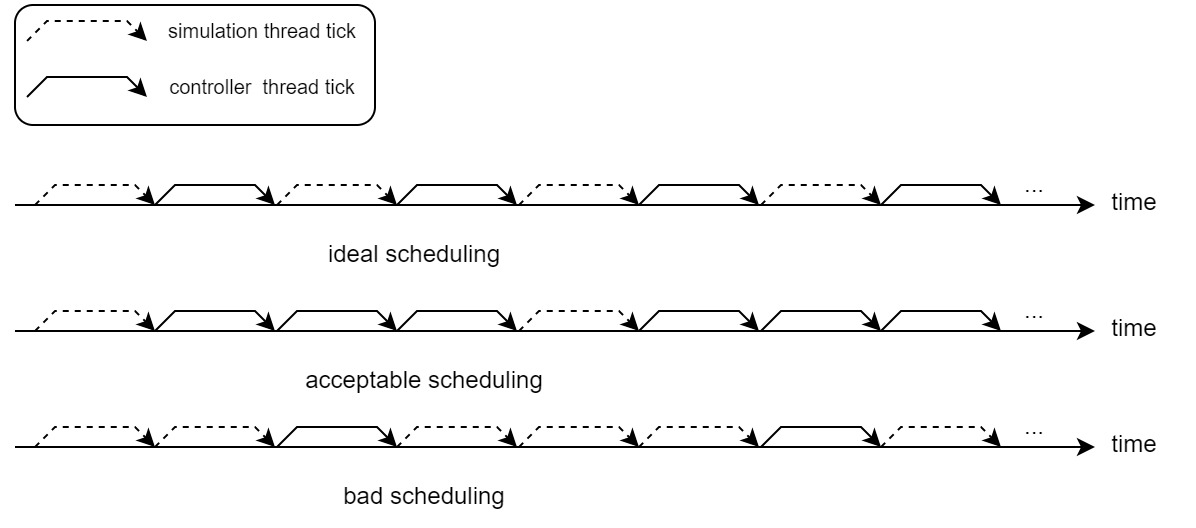 simulation thread tick
controller thread tick
... time
ideal scheduling
... time
acceptable scheduling
... time
bad scheduling